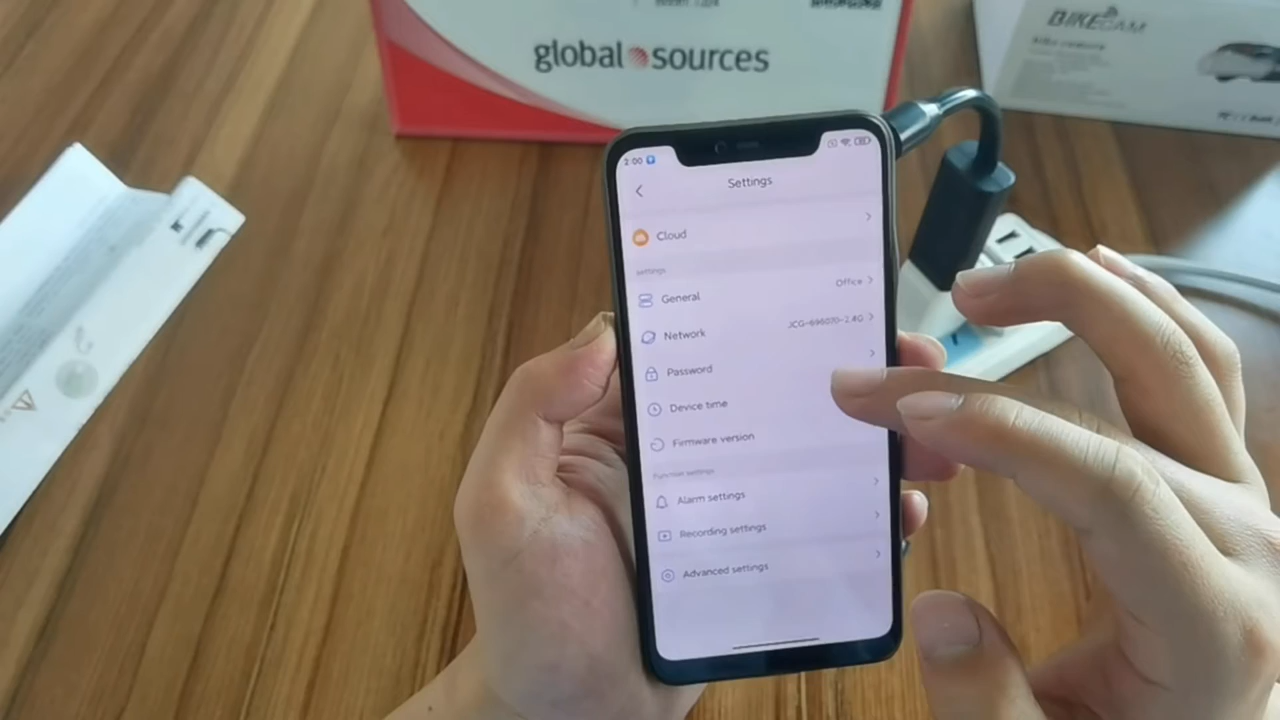 global sources
BIKECAM
2:00
Settings
Cloud
Settings
General
Office
Network
JCG-696070-2.4G
Password
Device time
Firmware version
Function settings
Alarm settings
Recording settings
Advanced settings